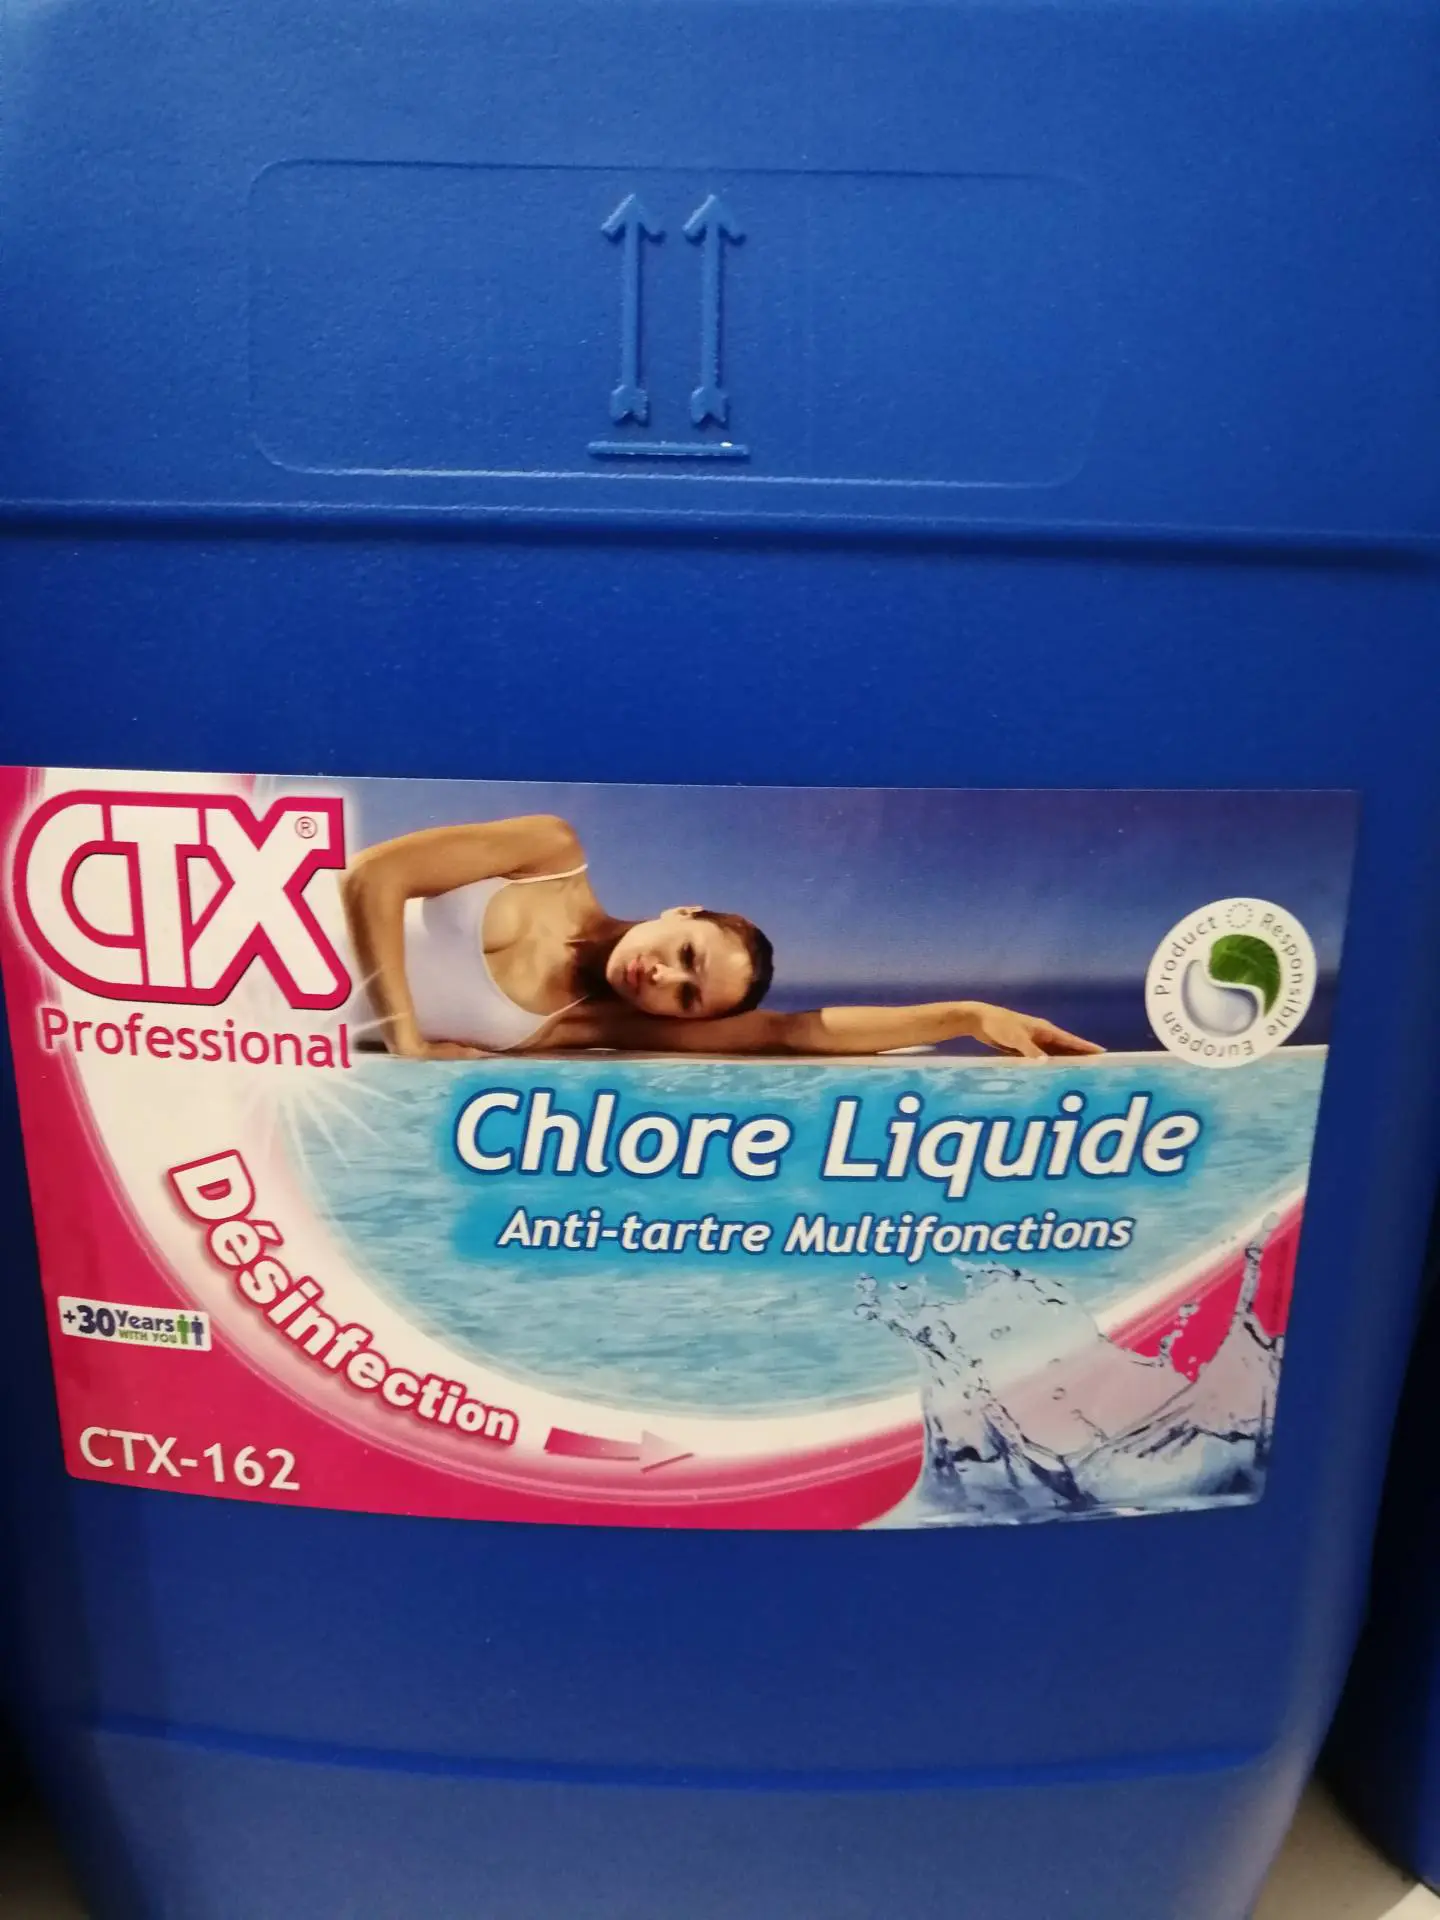 CTX®
Professional
Product Responsible European
Chlore Liquide
Anti-tartre Multifonctions
Désinfection
+30 Years
WITH YOU
CTX-162